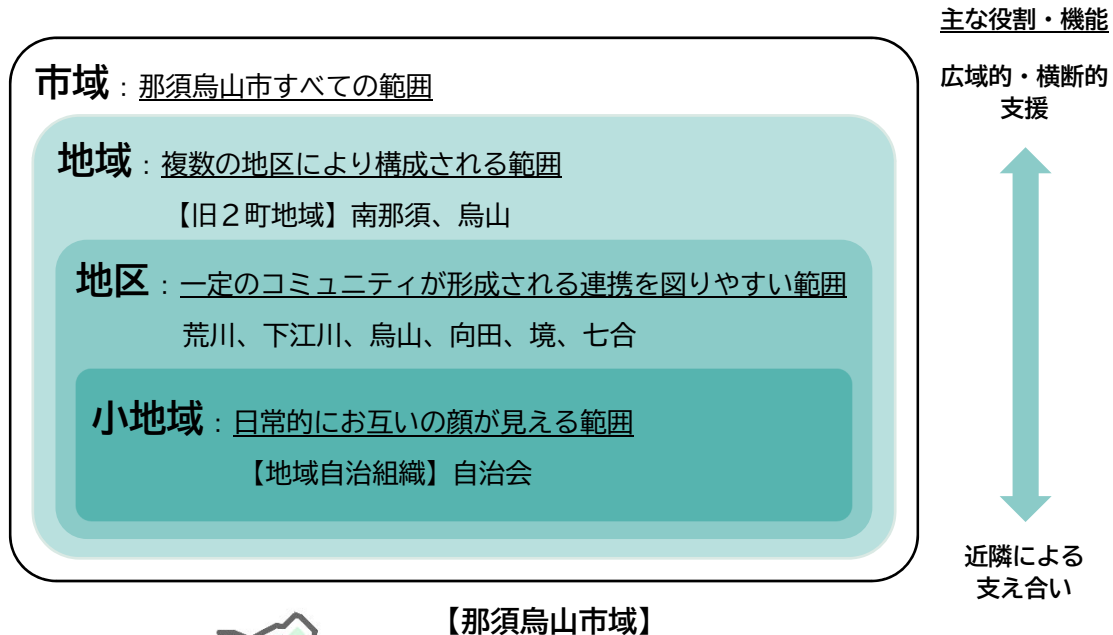 主な役割・機能
広域的・横断的
支援
市域：那須烏山市すべての範囲
地域：複数の地区により構成される範囲
【旧２町地域】南那須、烏山
地区：一定のコミュニティが形成される連携を図りやすい範囲
荒川、下江川、烏山、向田、境、七合
小地域：日常的にお互いの顔が見える範囲
【地域自治組織】自治会
近隣による
支え合い
【那須烏山市域】